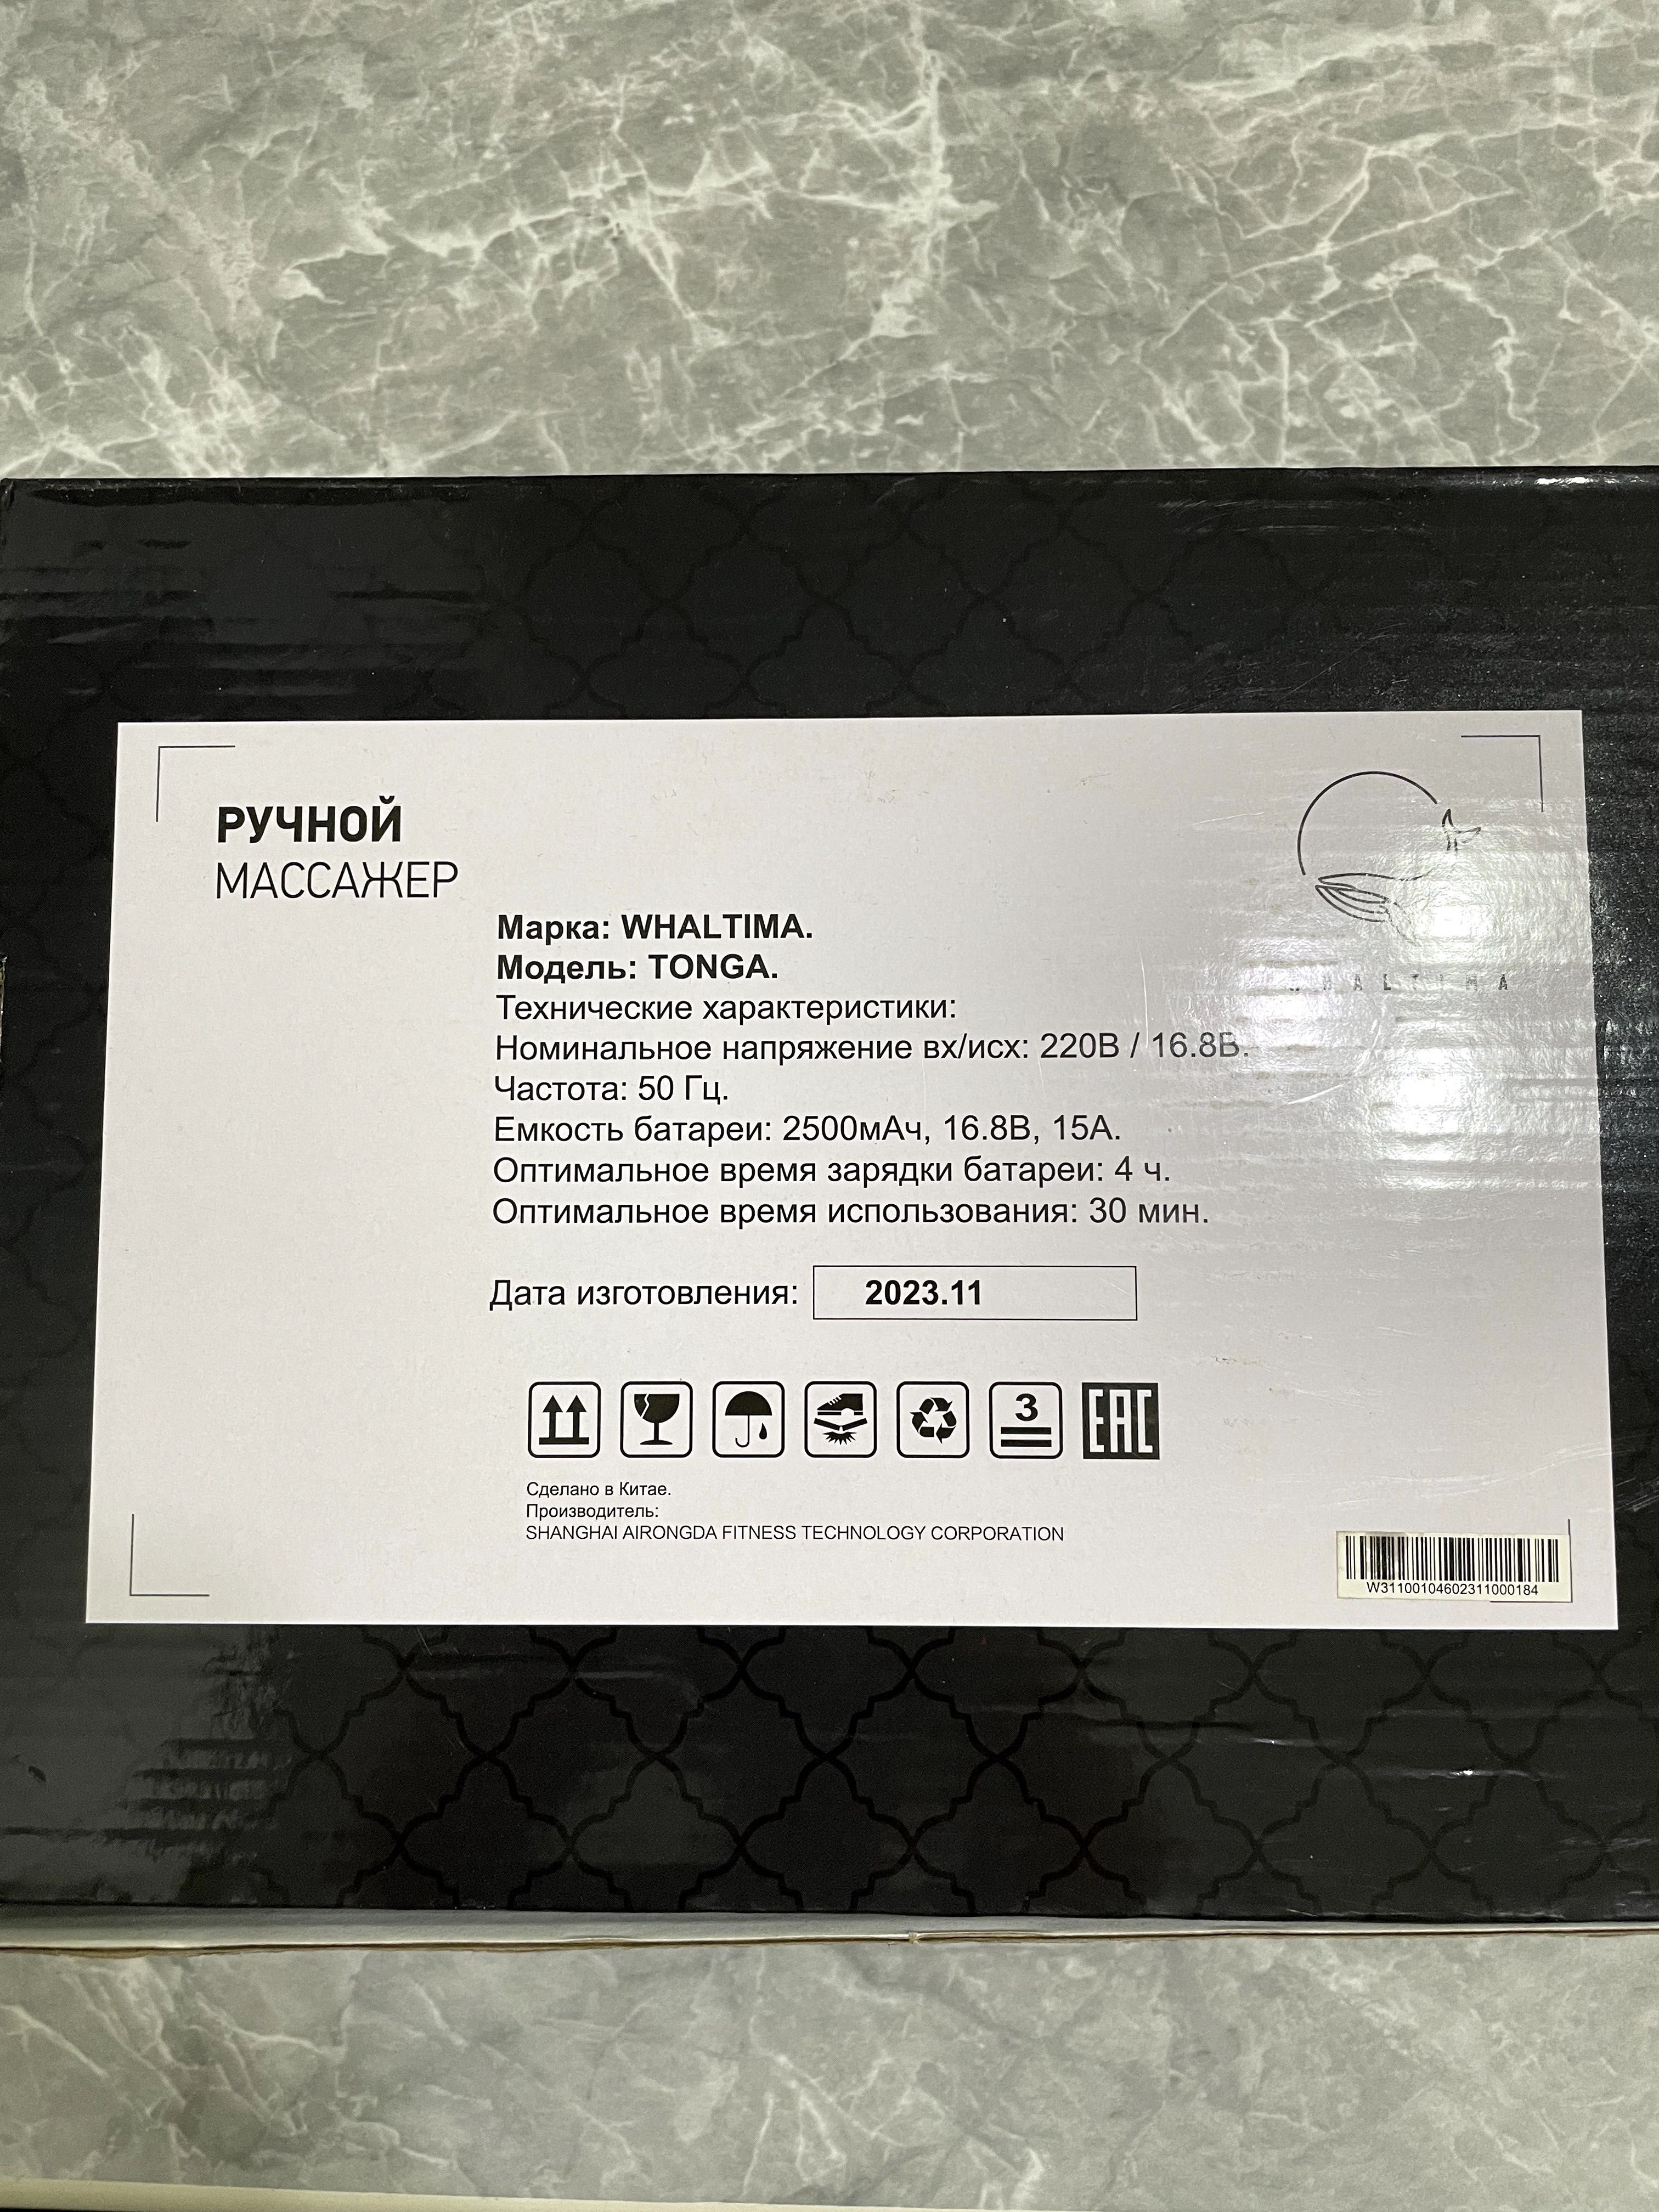 РУЧНОЙ
МАССАЖЕР
Марка: WHALTIMA.
Модель: TONGA.
WHALTIMA
Технические характеристики:
Номинальное напряжение вх/исх: 220В / 16.8В.
Частота: 50 Гц.
Емкость батареи: 2500мАч, 16.8В, 15А.
Оптимальное время зарядки батареи: 4 ч.
Оптимальное время использования: 30 мин.
Дата изготовления: 2023.11
3
EAC
Сделано в Китае.
Производитель:
SHANGHAI AIRONGDA FITNESS TECHNOLOGY CORPORATION
W31100104602311000184